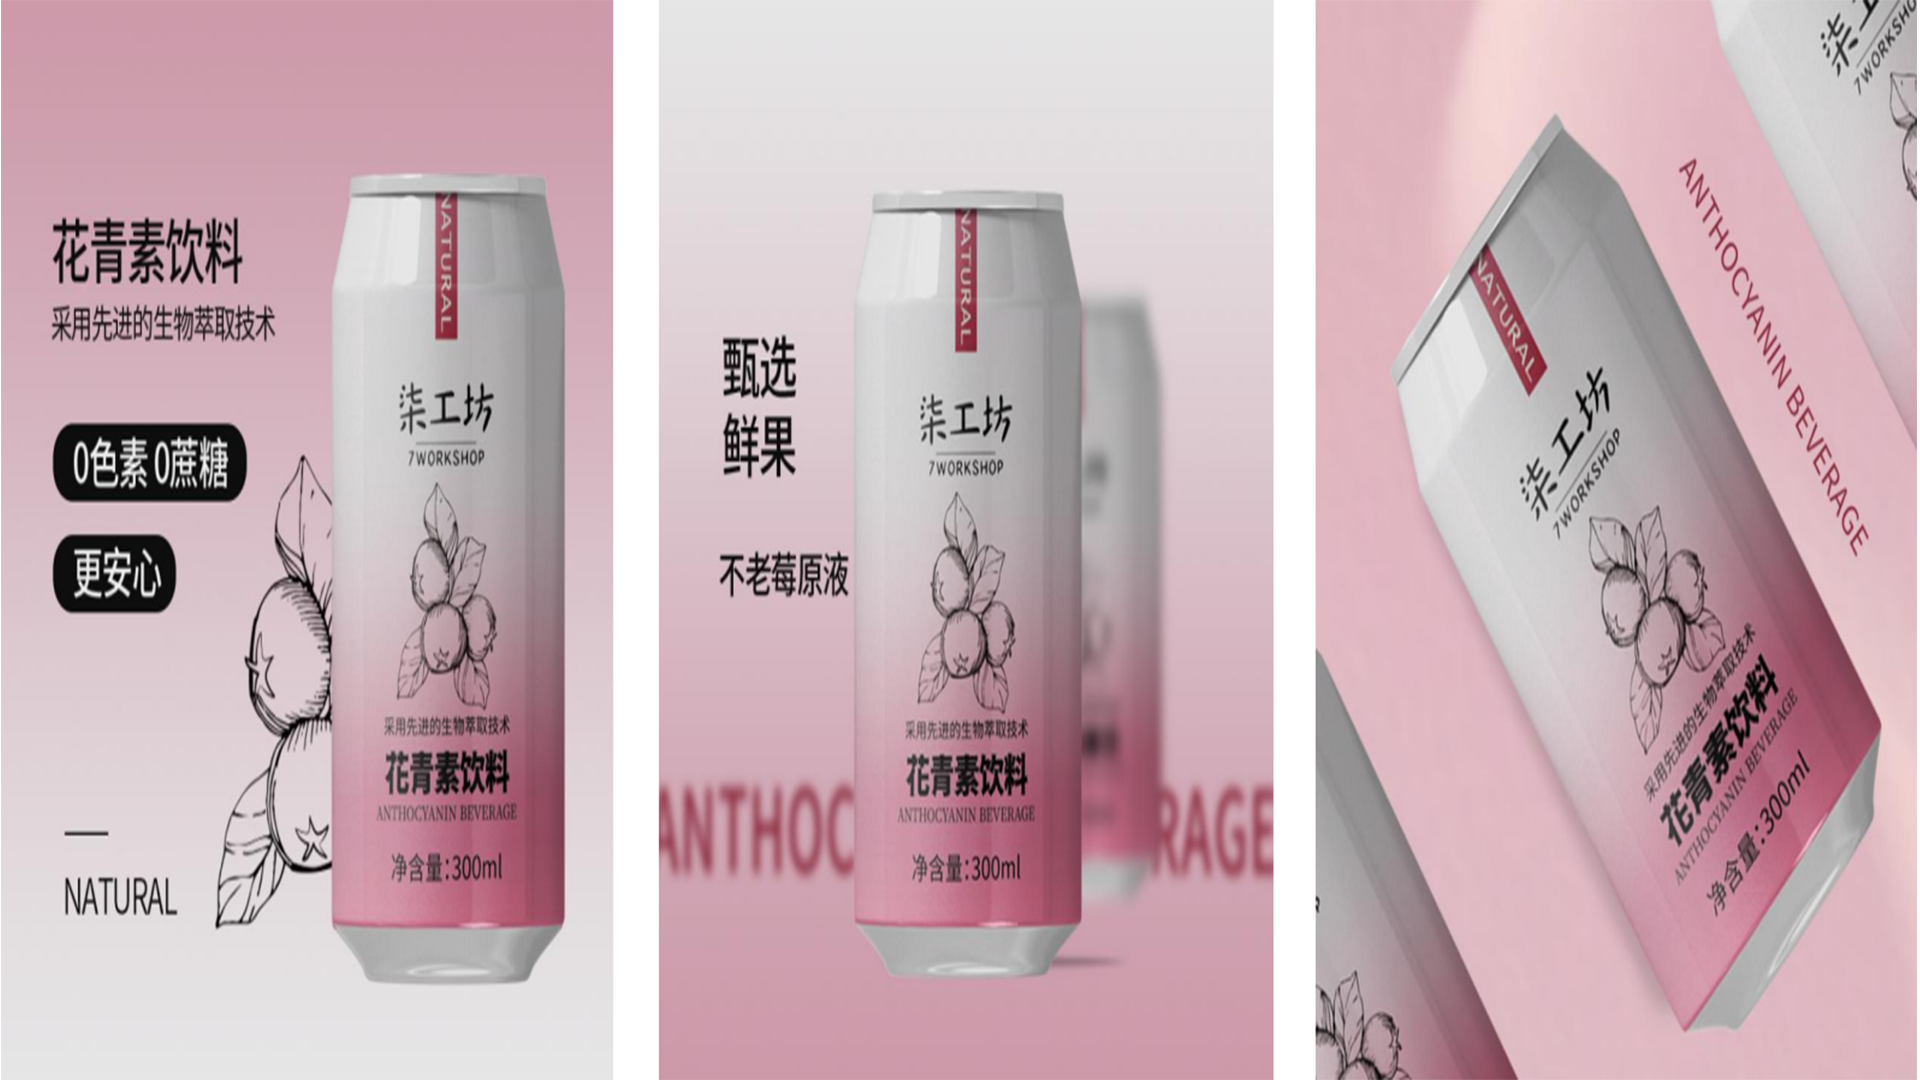 花青素饮料
采用先进的生物萃取技术
0色素 0蔗糖
更安心
NATURAL
NATURAL
柒工坊
7WORKSHOP
采用先进的生物萃取技术
花青素饮料
ANTHOCYANIN BEVERAGE
净含量:300ml
甄选
鲜果
不老莓原液
NATURAL
柒工坊
7WORKSHOP
采用先进的生物萃取技术
花青素饮料
ANTHOCYANIN BEVERAGE
净含量:300ml
ANTHOC
RAGE
柒工
7WORKSHO
ANTHOCYANIN BEVERAGE
NATURAL
柒工坊
7WORKSHOP
采用先进的生物萃取技术
花青素饮料
ANTHOCYANIN BEVERAGE
净含量:300ml